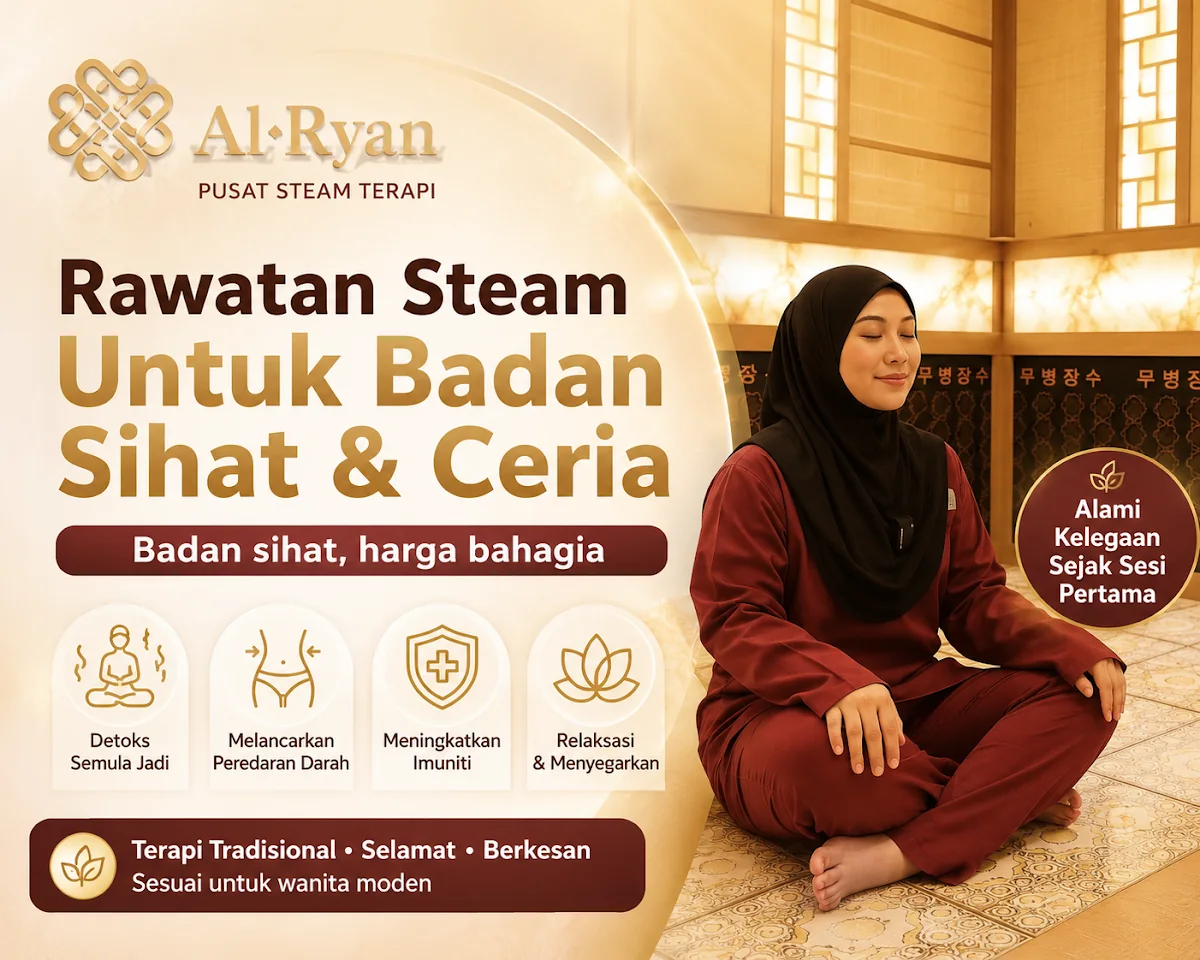 Al·Ryan
PUSAT STEAM TERAPI
Rawatan Steam
Untuk Badan
Sihat & Ceria
Badan sihat, harga bahagia
Detoks
Semula Jadi
Melancarkan
Peredaran Darah
Meningkatkan
Imuniti
Relaksasi
& Menyegarkan
Terapi Tradisional • Selamat • Berkesan
Sesuai untuk wanita moden
무병장수 무병장수 무병
Alami
Kelegaan
Sejak Sesi
Pertama